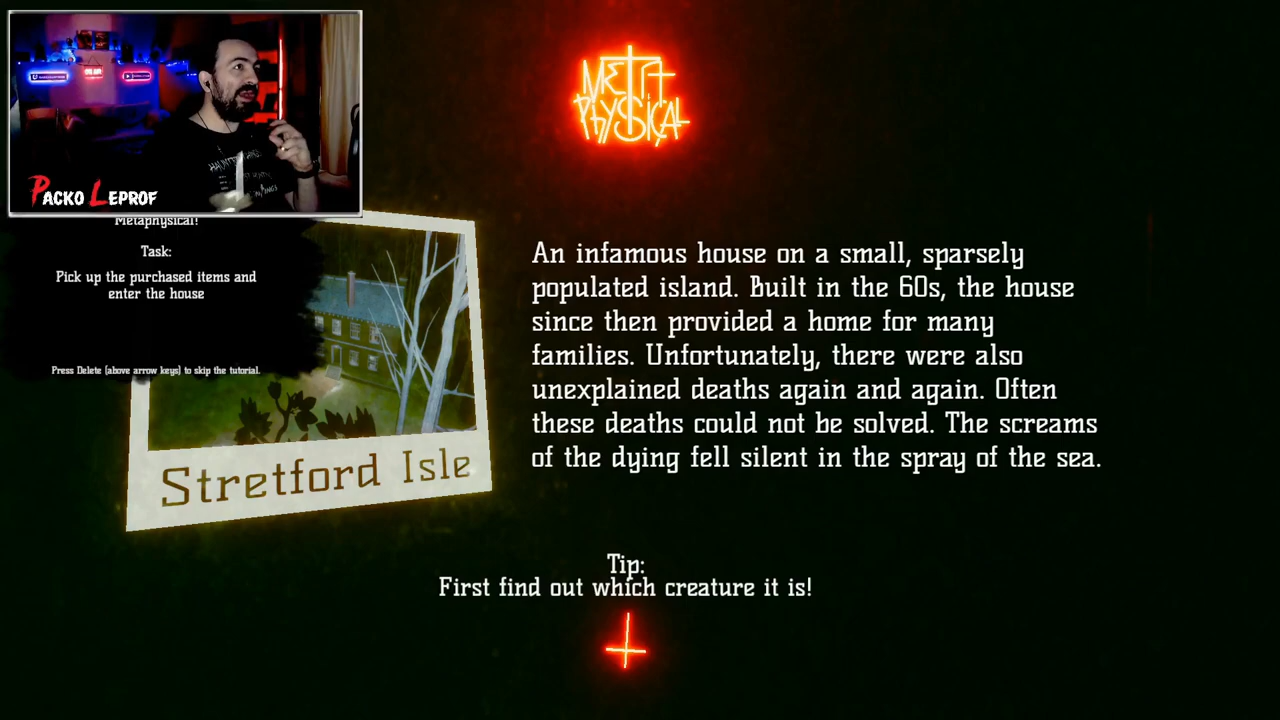 META
PHYSICAL
PACKO LEPROF
Metaphysical!
Task:
Pick up the purchased items and
enter the house
Press Delete (above arrow keys) to skip the tutorial.
Stretford Isle
An infamous house on a small, sparsely
populated island. Built in the 60s, the house
since then provided a home for many
families. Unfortunately, there were also
unexplained deaths again and again. Often
these deaths could not be solved. The screams
of the dying fell silent in the spray of the sea.
Tip:
First find out which creature it is!